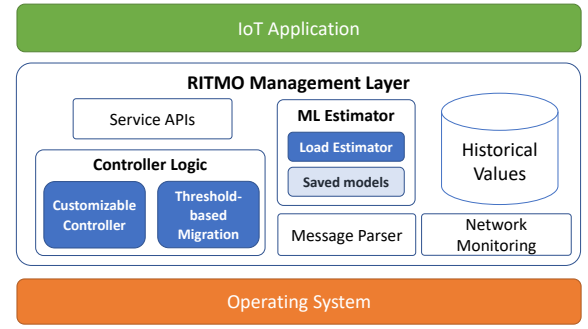 IoT Application
RITMO Management Layer
Service APIs
ML Estimator
Load Estimator
Saved models
Historical
Values
Controller Logic
Customizable
Controller
Threshold-
based
Migration
Message Parser
Network
Monitoring
Operating System